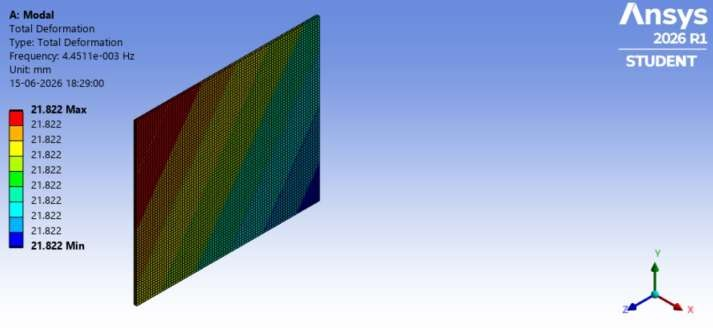 A: Modal
Total Deformation
Type: Total Deformation
Frequency: 4.4511e-003 Hz
Unit: mm
15-06-2026 18:29:00
21.822 Max
21.822
21.822
21.822
21.822
21.822
21.822
21.822
21.822
21.822 Min
Ansys
2026 R1
STUDENT
Y
Z
X